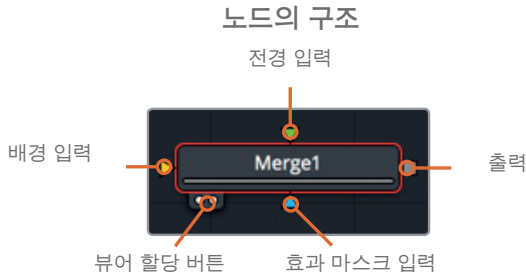 노드의 구조
전경 입력
배경 입력
Merge1
출력
뷰어 할당 버튼
효과 마스크 입력